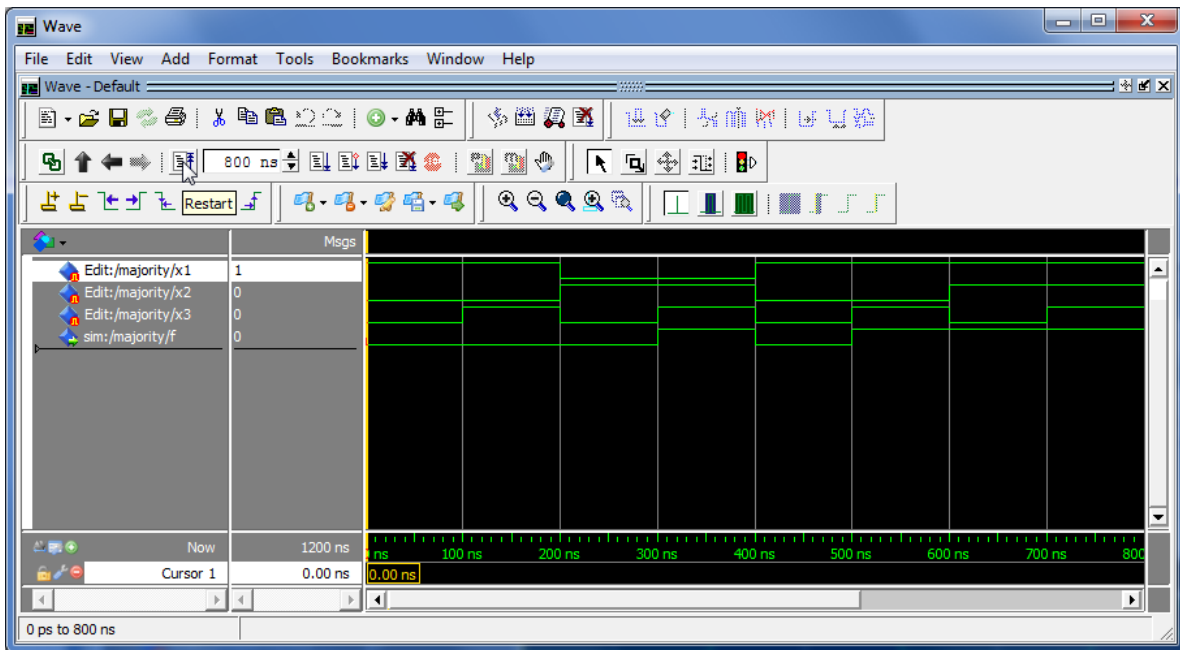 Wave
File Edit View Add Format Tools Bookmarks Window Help
Wave - Default
800 ns
Restart
Msgs
Edit:/majority/x1 1
Edit:/majority/x2 0
Edit:/majority/x3 0
sim:/majority/f 0
Now 1200 ns
ns 100 ns 200 ns 300 ns 400 ns 500 ns 600 ns 700 ns 800
Cursor 1 0.00 ns 0.00 ns
0 ps to 800 ns